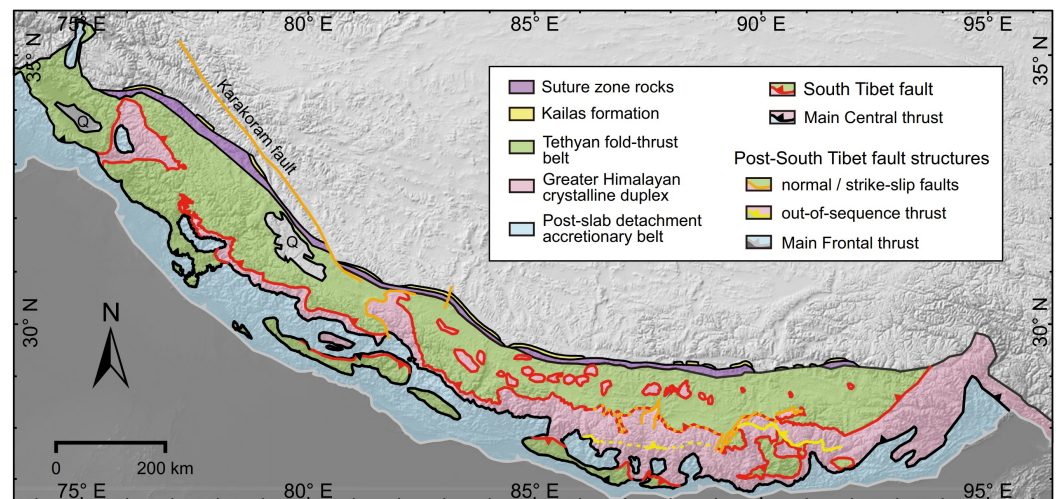 75° E
80° E
85° E
90° E
95° E
35° N
35° N
Karakoram fault
Q
Q
Suture zone rocks
Kailas formation
Tethyan fold-thrust
belt
Greater Himalayan
crystalline duplex
Post-slab detachment
accretionary belt
South Tibet fault
Main Central thrust
Post-South Tibet fault structures
normal / strike-slip faults
out-of-sequence thrust
Main Frontal thrust
30° N
30° N
N
0
200 km
75° E
80° E
85° E
95° E